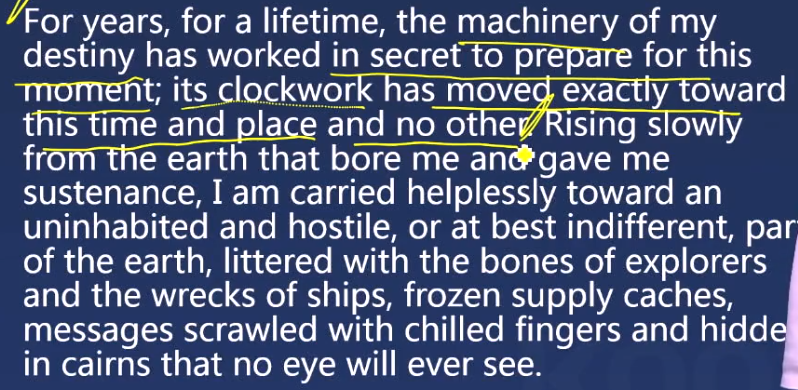 For years, for a lifetime, the machinery of my
destiny has worked in secret to prepare for this
moment; its clockwork has moved exactly toward
this time and place and no other. Rising slowly
from the earth that bore me and gave me
sustenance, I am carried helplessly toward an
uninhabited and hostile, or at best indifferent, par
of the earth, littered with the bones of explorers
and the wrecks of ships, frozen supply caches,
messages scrawled with chilled fingers and hidde
in cairns that no eye will ever see.